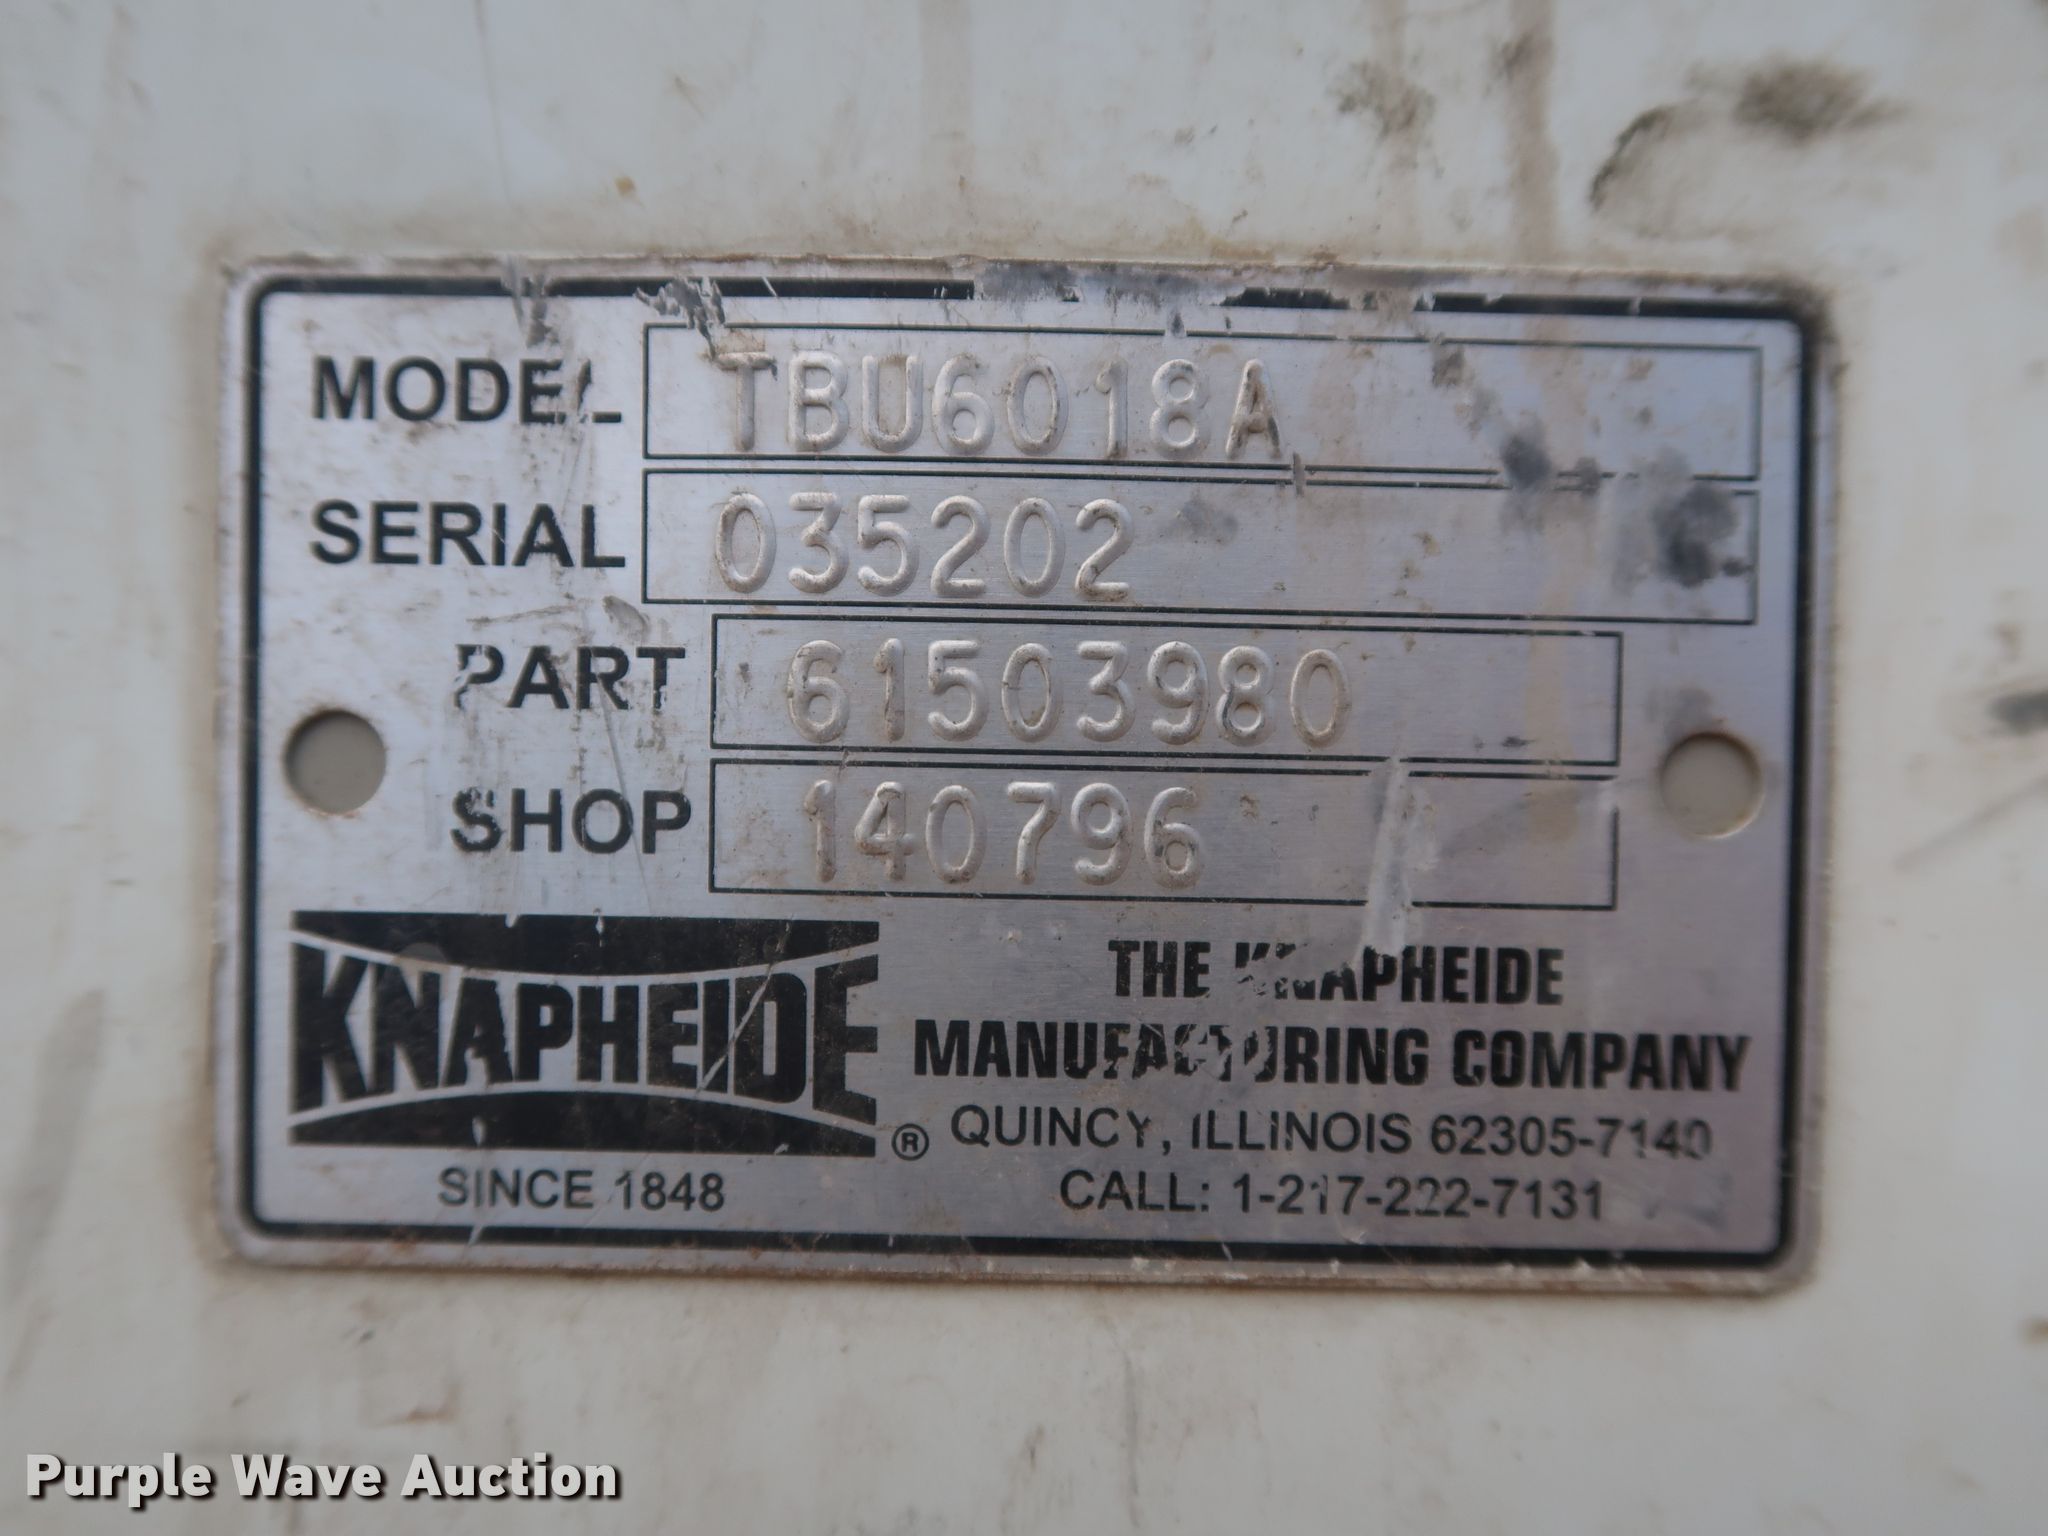 MODEL TBU6018A
SERIAL 035202
PART 61503980
SHOP 140796
KNAPHEIDE ®
SINCE 1848
THE KNAPHEIDE
MANUFACTURING COMPANY
QUINCY, ILLINOIS 62305-7140
CALL: 1-217-222-7131
Purple Wave Auction